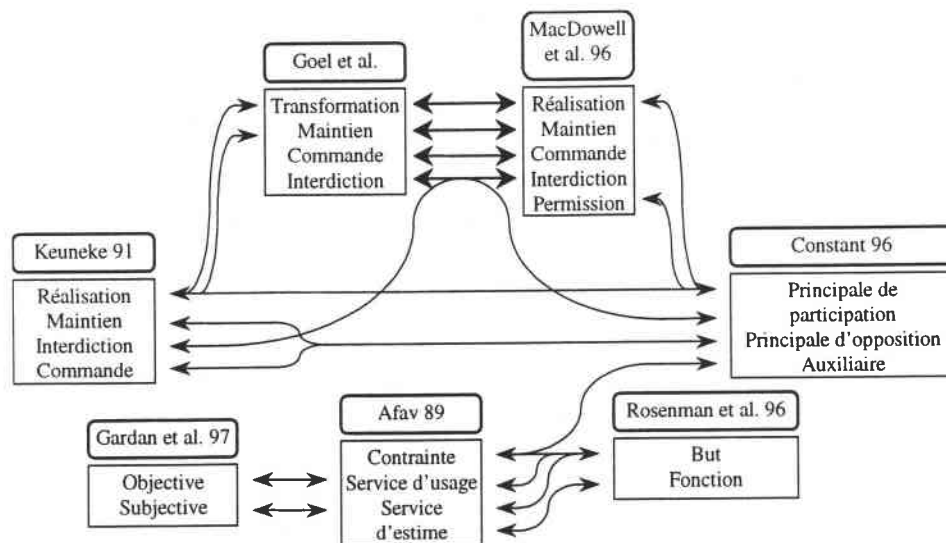 MacDowell
et al. 96
Goel et al.
Transformation
Maintien
Commande
Interdiction
Réalisation
Maintien
Commande
Interdiction
Permission
Keuneke 91
Réalisation
Maintien
Interdiction
Commande
Constant 96
Principale de
participation
Principale d'opposition
Auxiliaire
Gardan et al. 97
Objective
Subjective
Afav 89
Contrainte
Service d'usage
Service
d'estime
Rosenman et al. 96
But
Fonction